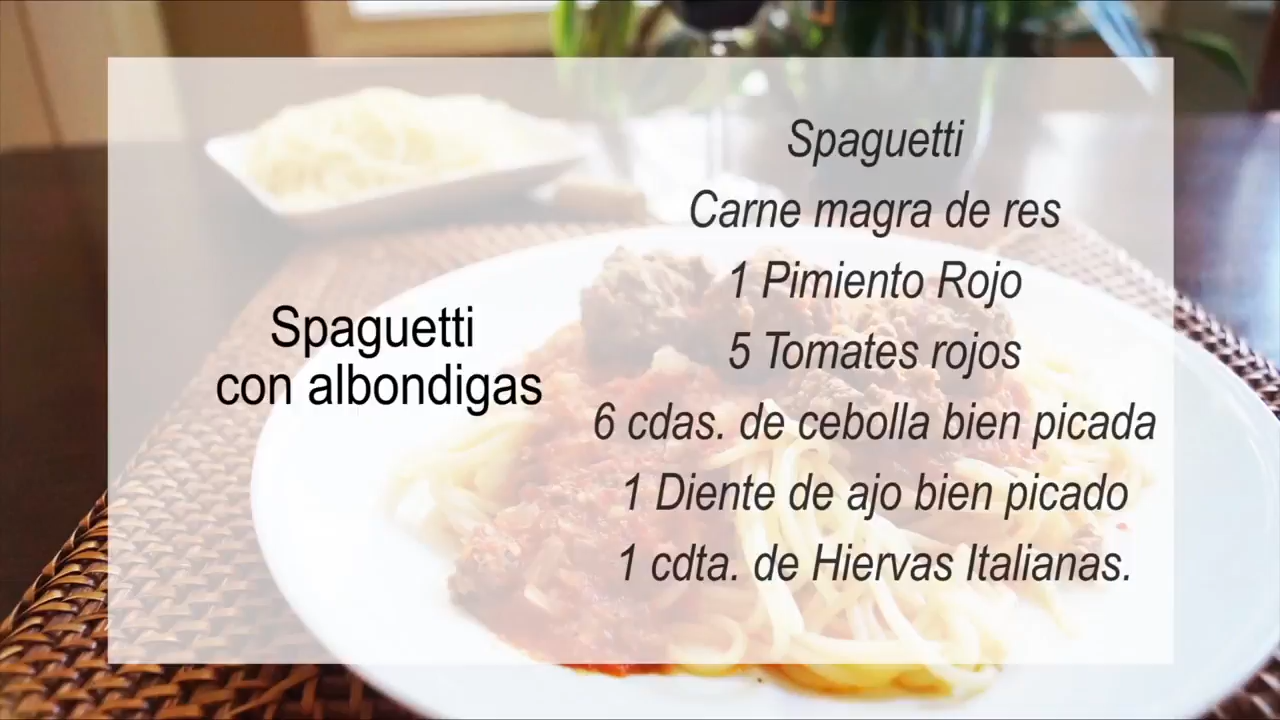 Spaguetti
con albondigas
Spaguetti
Carne magra de res
1 Pimiento Rojo
5 Tomates rojos
6 cdas. de cebolla bien picada
1 Diente de ajo bien picado
1 cdta. de Hiervas Italianas.